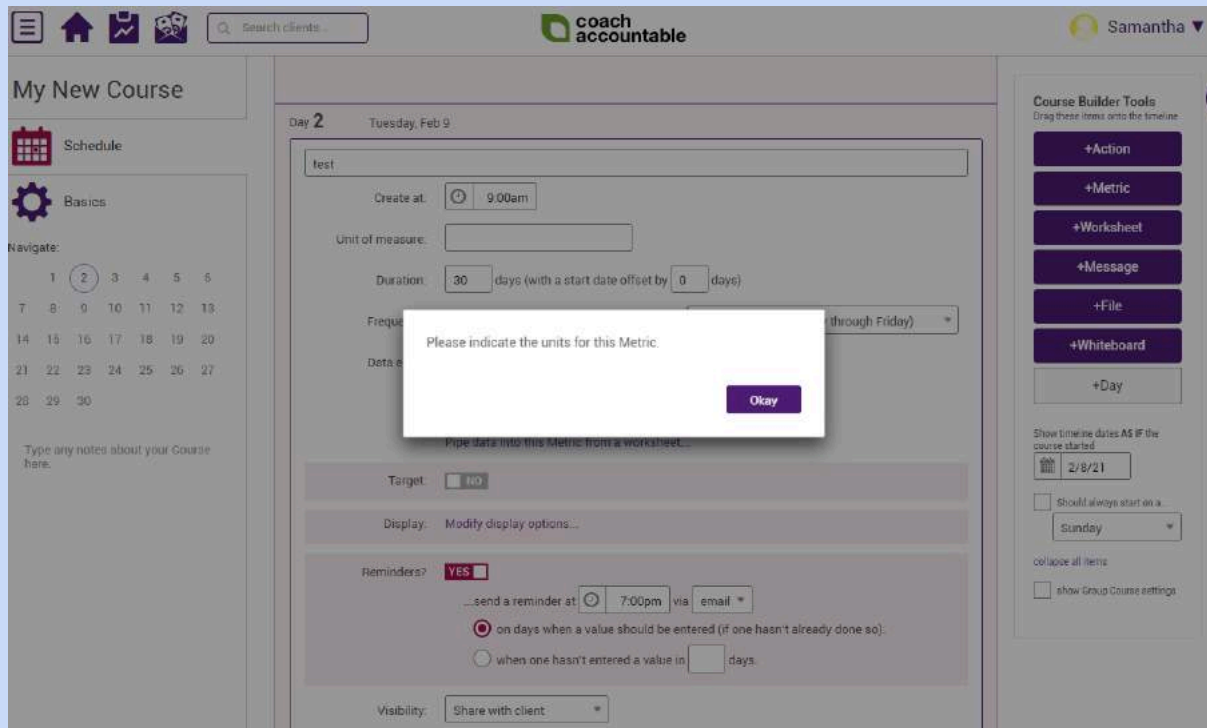 Search clients...
coach
accountable
Samantha ▼
My New Course
Schedule
Basics
Navigate:
1 2 3 4 5 6
7 8 9 10 11 12 13
14 15 16 17 18 19 20
21 22 23 24 25 26 27
28 29 30
Type any notes about your Course
here.
Day 2 Tuesday, Feb 9
test
Create at: 9:00am
Unit of measure:
Duration: 30 days (with a start date offset by 0 days)
Freque through Friday)
Data e
Please indicate the units for this Metric.
Okay
Pipe data into this Metric from a worksheet...
Target: NO
Display: Modify display options...
Reminders? YES
...send a reminder at 7:00pm via email
on days when a value should be entered (if one hasn't already done so).
when one hasn't entered a value in days.
Visibility: Share with client
Course Builder Tools
Drag these items onto the timeline
+Action
+Metric
+Worksheet
+Message
+File
+Whiteboard
+Day
Show timeline dates AS IF the
course started
2/8/21
Should always start on a...
Sunday
collapse all items
show Group Course settings